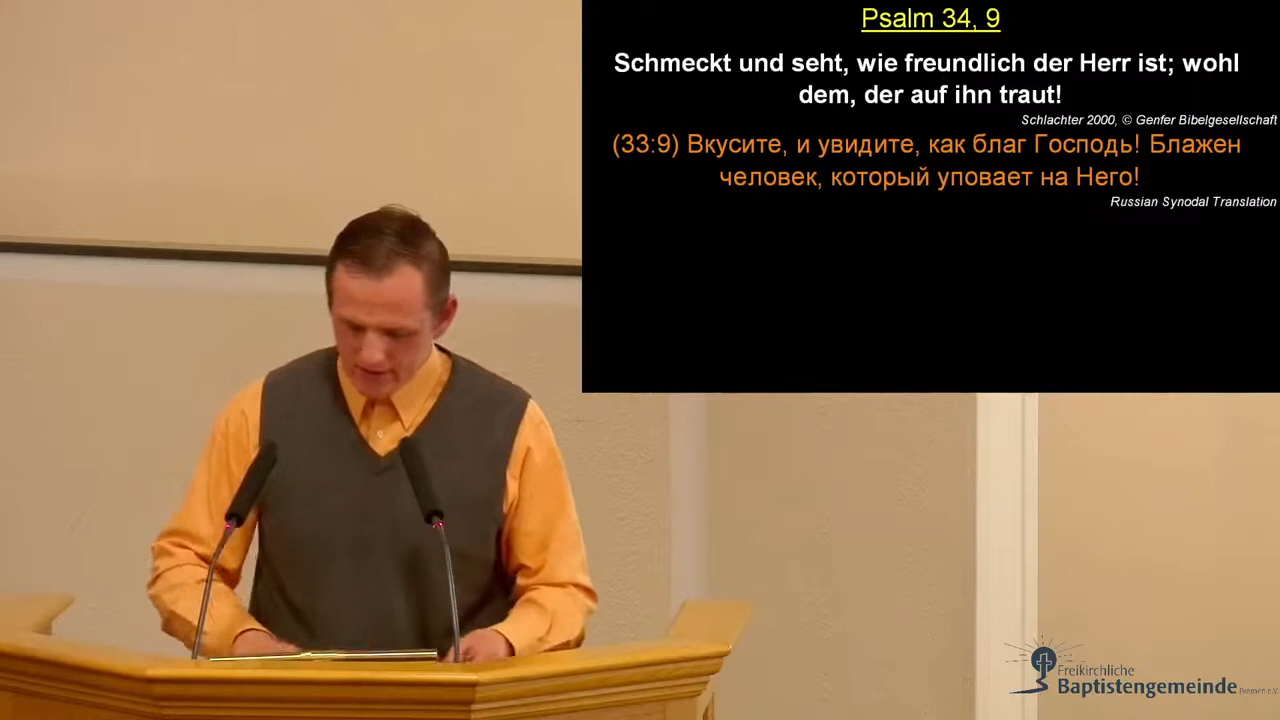 Psalm 34, 9
Schmeckt und seht, wie freundlich der Herr ist; wohl
dem, der auf ihn traut!
Schlachter 2000, © Genfer Bibelgesellschaft
(33:9) Вкусите, и увидите, как благ Господь! Блажен
человек, который уповает на Него!
Russian Synodal Translation
Freikirchliche
Baptistengemeinde Bremen e.V.